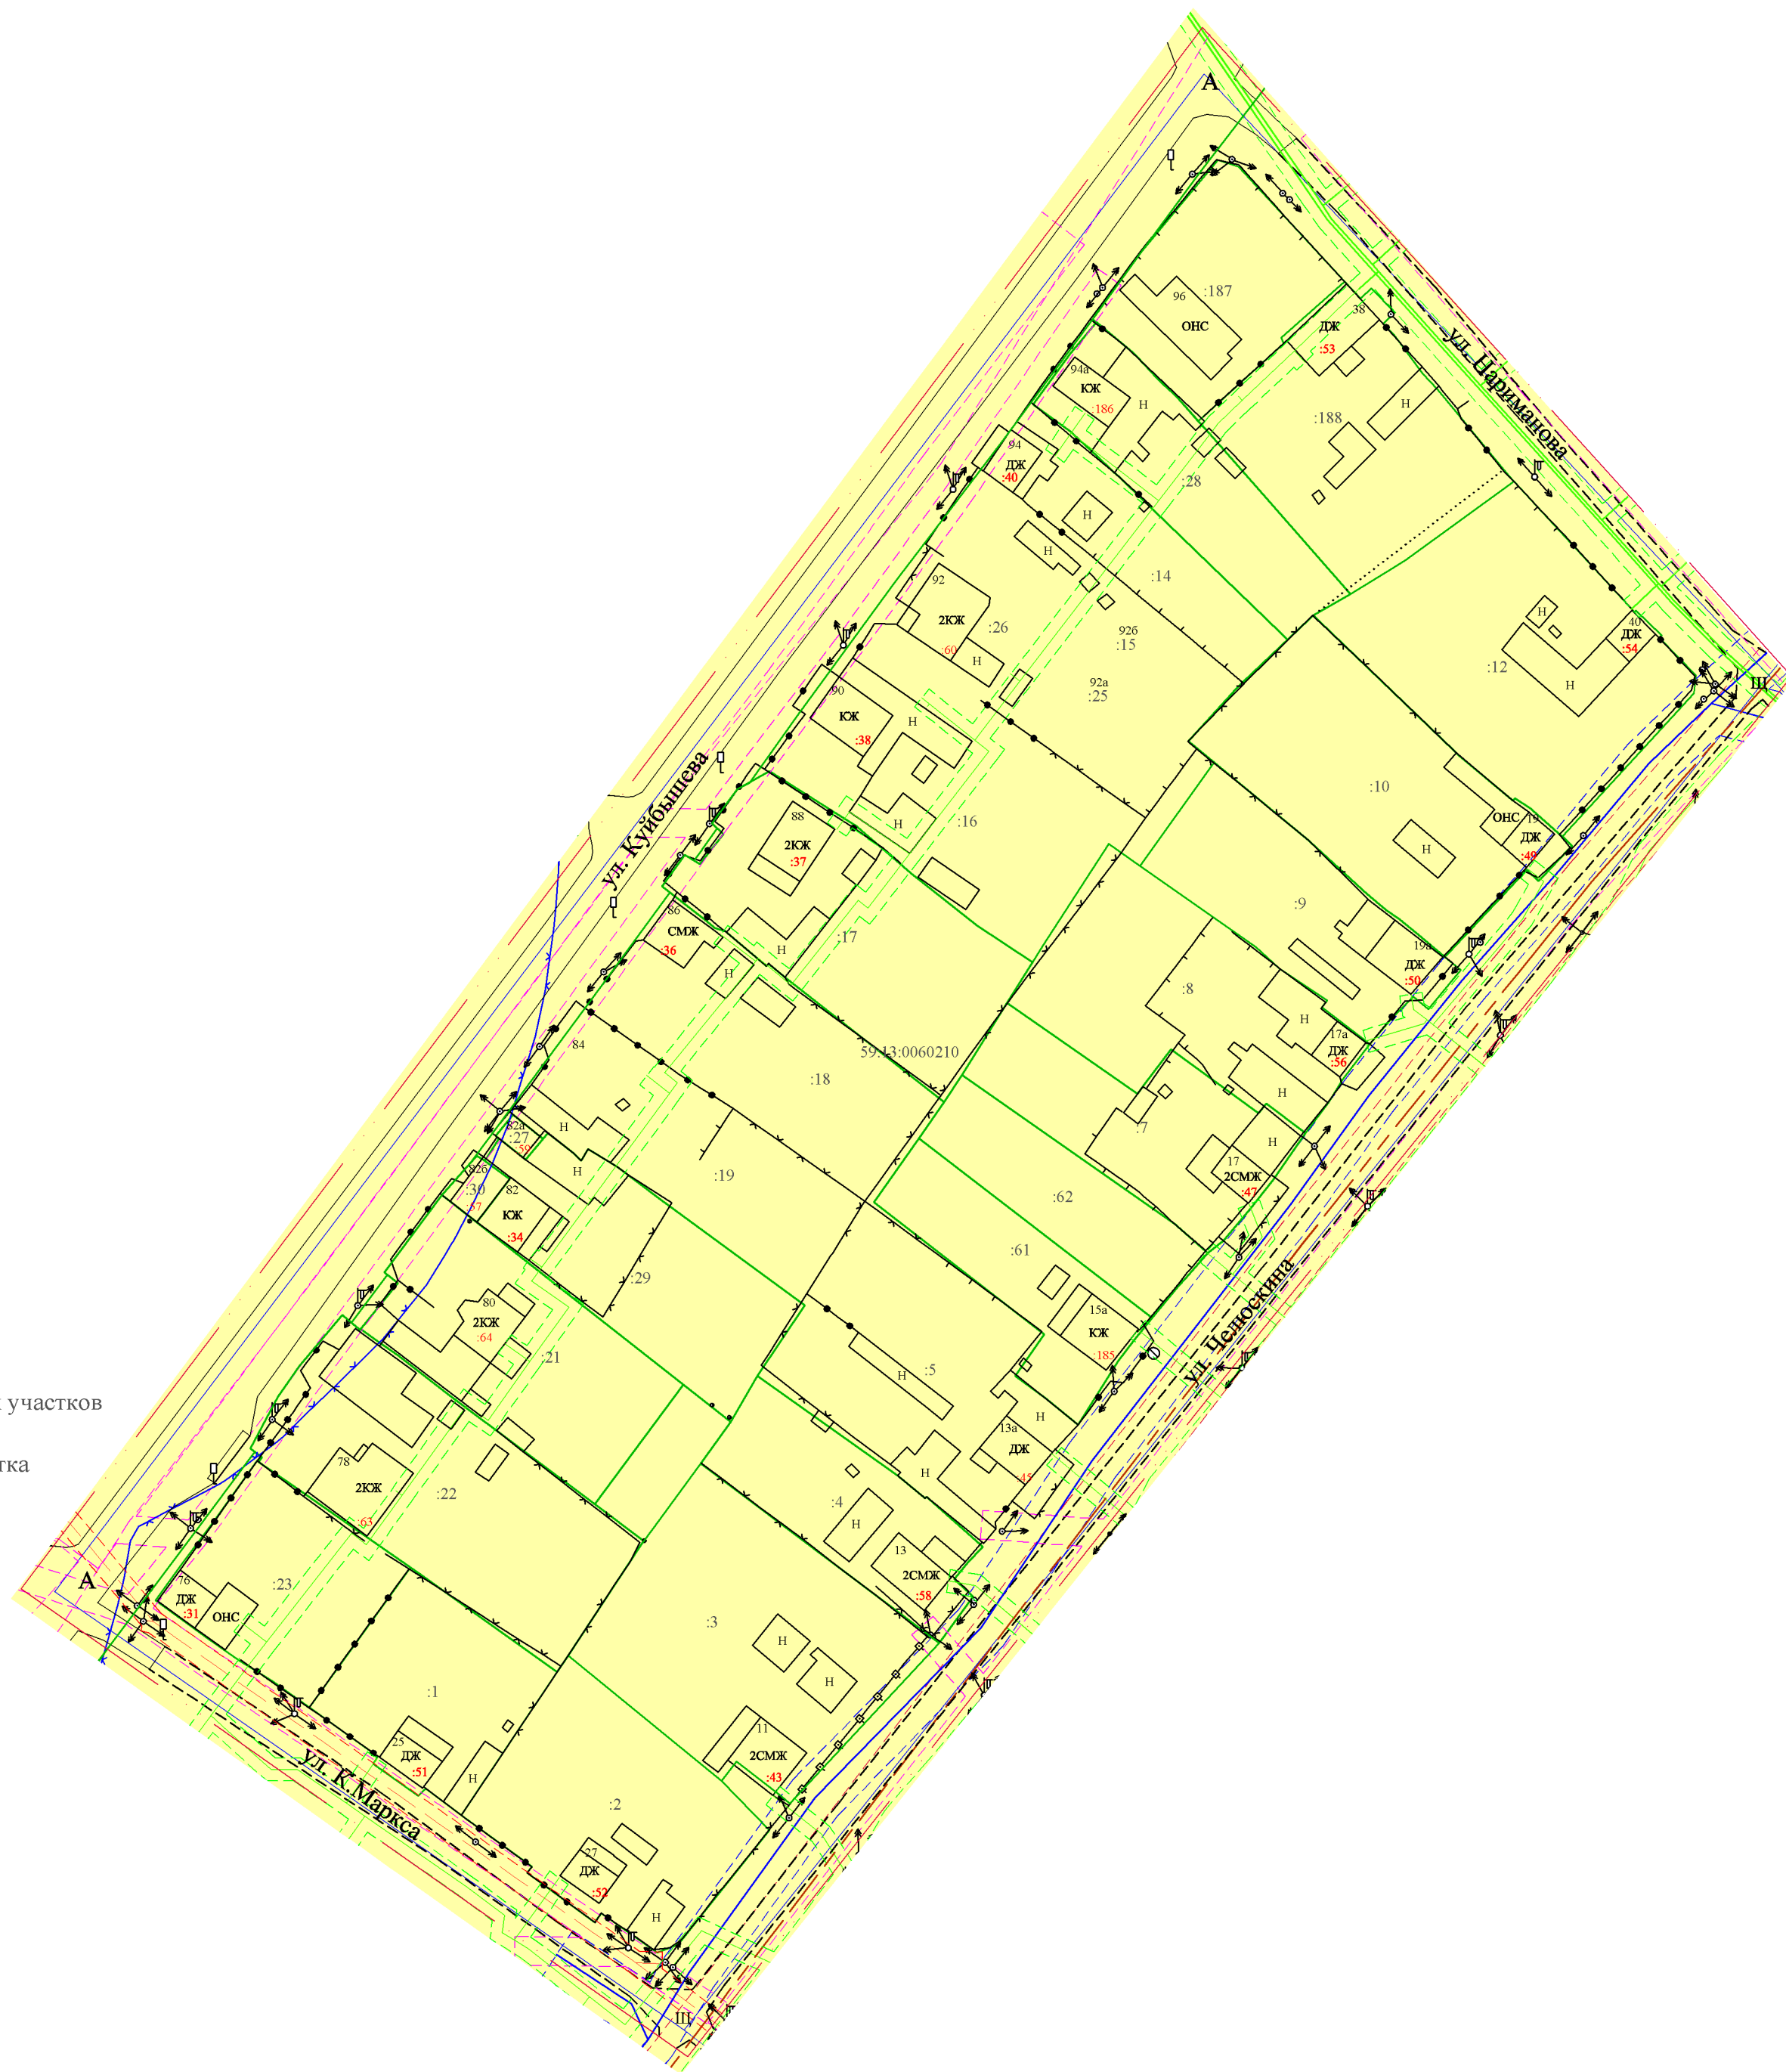 А
96
:187
ОНС
38
ДЖ
:53
ул. Нариманова
94а
КЖ
:186
Н
Н
:188
94
ДЖ
:40
:28
Н
Н
:14
92
2КЖ
:60
:26
Н
92б
:15
92а
:25
Н
40
ДЖ
:54
:12
Н
Щ
90
КЖ
:38
Н
ул. Куйбышева
:10
:16
Н
88
2КЖ
:37
ОНС
19
ДЖ
:49
Н
:9
86
СМЖ
:36
:17
Н
Н
19а
ДЖ
:50
:8
Н
17а
ДЖ
:56
84
59:13:0060210
:18
Н
Н
82а
:27
:59
Н
:7
Н
82б
:30
:57
82
КЖ
:34
:19
17
2СМЖ
:47
:62
:61
:29
ул. Целюскина
80
2КЖ
:64
:21
15а
КЖ
:185
:5
Н
участков
Н
13а
ДЖ
:45
тка
78
2КЖ
:63
:22
Н
:4
Н
13
2СМЖ
:58
А
76
ДЖ
:31
ОНС
:23
:3
Н
Н
:1
25
ДЖ
:51
Н
11
2СМЖ
:43
ул. К.Маркса
:2
27
ДЖ
:52
Н
Щ